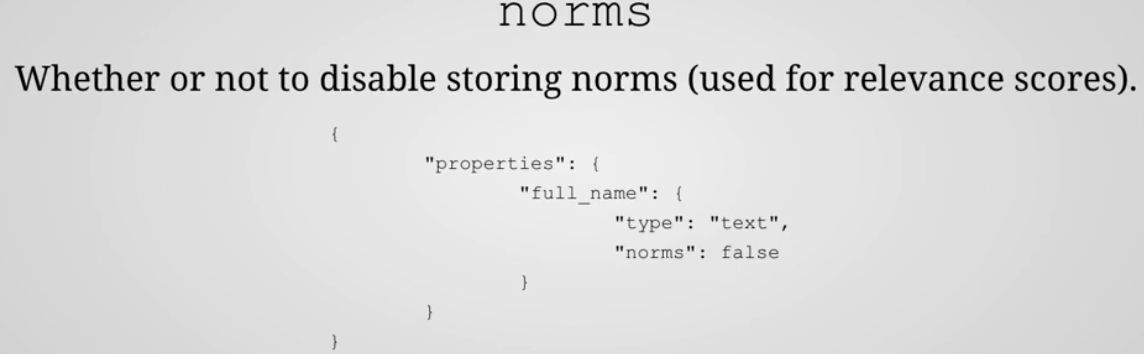 norms
Whether or not to disable storing norms (used for relevance scores).
{
"properties": {
"full_name": {
"type": "text",
"norms": false
}
}
}